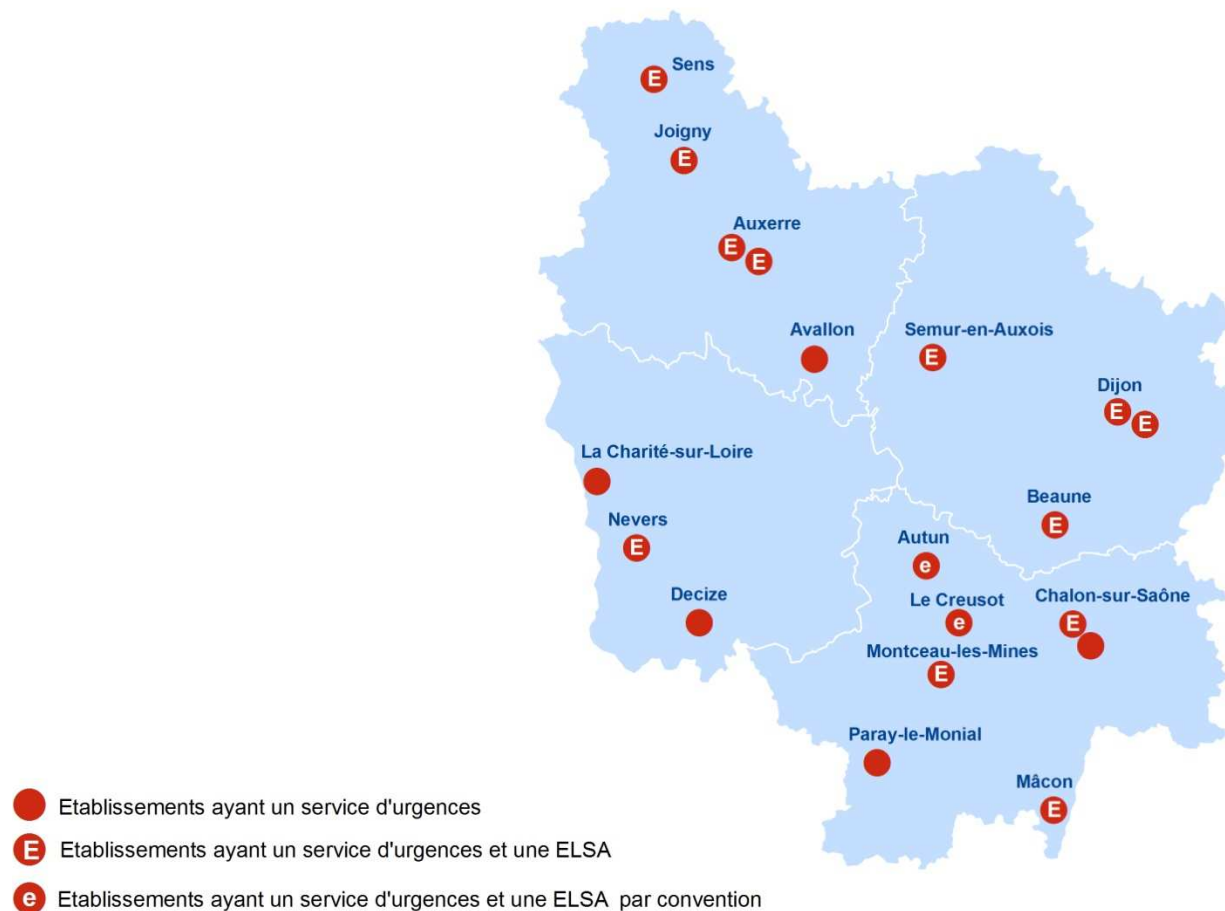 Sens
E
Joigny
E
Auxerre
E
E
Avallon
Semur-en-Auxois
E
Dijon
E
E
La Charité-sur-Loire
Nevers
E
Beaune
E
Autun
e
Decize
Le Creusot
e
Chalon-sur-Saône
E
Montceau-les-Mines
E
Paray-le-Monial
Mâcon
E
Etablissements ayant un service d'urgences
E Etablissements ayant un service d'urgences et une ELSA
e Etablissements ayant un service d'urgences et une ELSA par convention